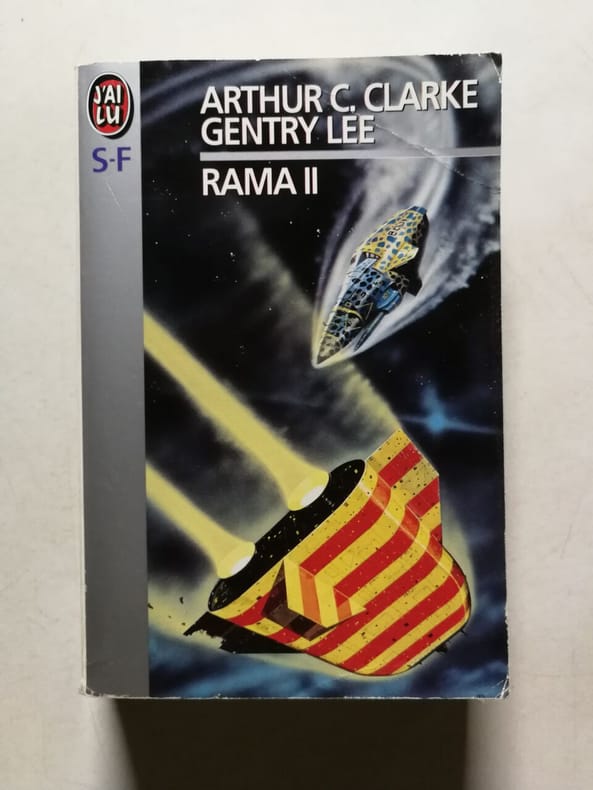 J'AI
LU
S-F
ARTHUR C. CLARKE
GENTRY LEE
RAMA II